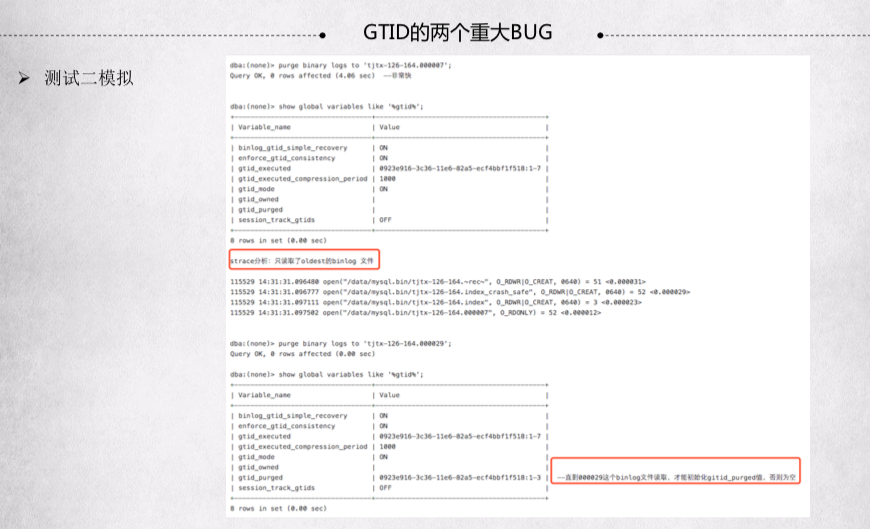 GTID的两个重大BUG
➢ 测试二模拟
dba:(none)> purge binary logs to 'tjtx-126-164.000007';
Query OK, 0 rows affected (4.06 sec) --非常快
dba:(none)> show global variables like '%gtid%';
| Variable_name | Value |
| binlog_gtid_simple_recovery | ON |
| enforce_gtid_consistency | ON |
| gtid_executed | 0923e916-3c36-11e6-82a5-ecf4bbf1f518:1-7 |
| gtid_executed_compression_period | 1000 |
| gtid_mode | ON |
| gtid_owned | |
| gtid_purged | |
| session_track_gtids | OFF |
8 rows in set (0.00 sec)
strace分析: 只读取了oldest的binlog 文件
115529 14:31:31.096480 open("/data/mysql.bin/tjtx-126-164.~rec~", O_RDWR|O_CREAT, 0640) = 51 <0.000031>
115529 14:31:31.096777 open("/data/mysql.bin/tjtx-126-164.index_crash_safe", O_RDWR|O_CREAT, 0640) = 52 <0.000029>
115529 14:31:31.097111 open("/data/mysql.bin/tjtx-126-164.index", O_RDWR|O_CREAT, 0640) = 3 <0.000023>
115529 14:31:31.097502 open("/data/mysql.bin/tjtx-126-164.000007", O_RDONLY) = 52 <0.000012>
dba:(none)> purge binary logs to 'tjtx-126-164.000029';
Query OK, 0 rows affected (0.00 sec)
dba:(none)> show global variables like '%gtid%';
| Variable_name | Value |
| binlog_gtid_simple_recovery | ON |
| enforce_gtid_consistency | ON |
| gtid_executed | 0923e916-3c36-11e6-82a5-ecf4bbf1f518:1-7 |
| gtid_executed_compression_period | 1000 |
| gtid_mode | ON |
| gtid_owned | |
| gtid_purged | 0923e916-3c36-11e6-82a5-ecf4bbf1f518:1-3 | --直到000029这个binlog文件读取，才能初始化gitid_purged值，否则为空
| session_track_gtids | OFF |
8 rows in set (0.00 sec)